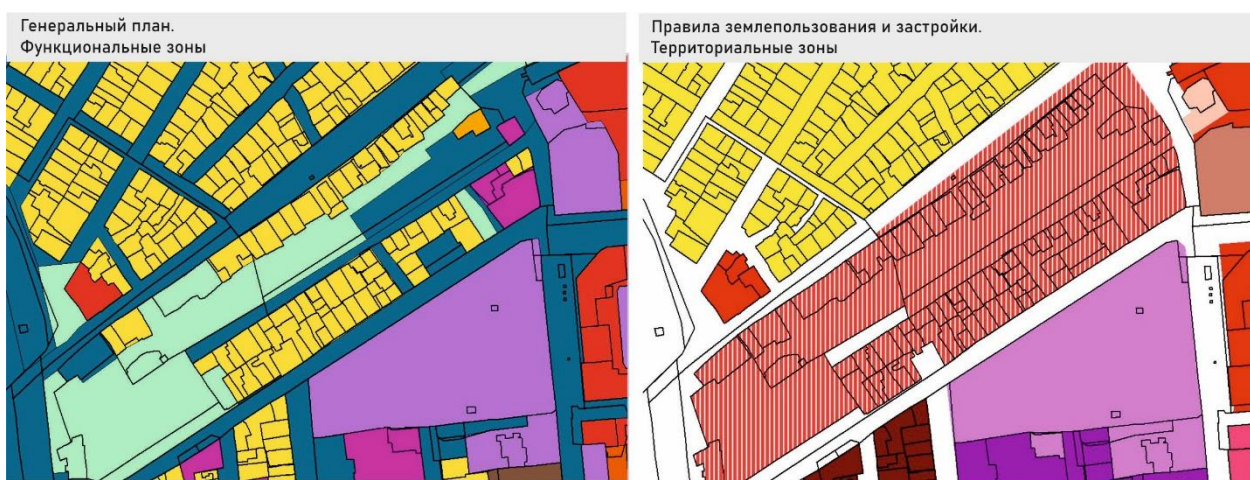 Генеральный план.
Функциональные зоны
Правила землепользования и застройки.
Территориальные зоны